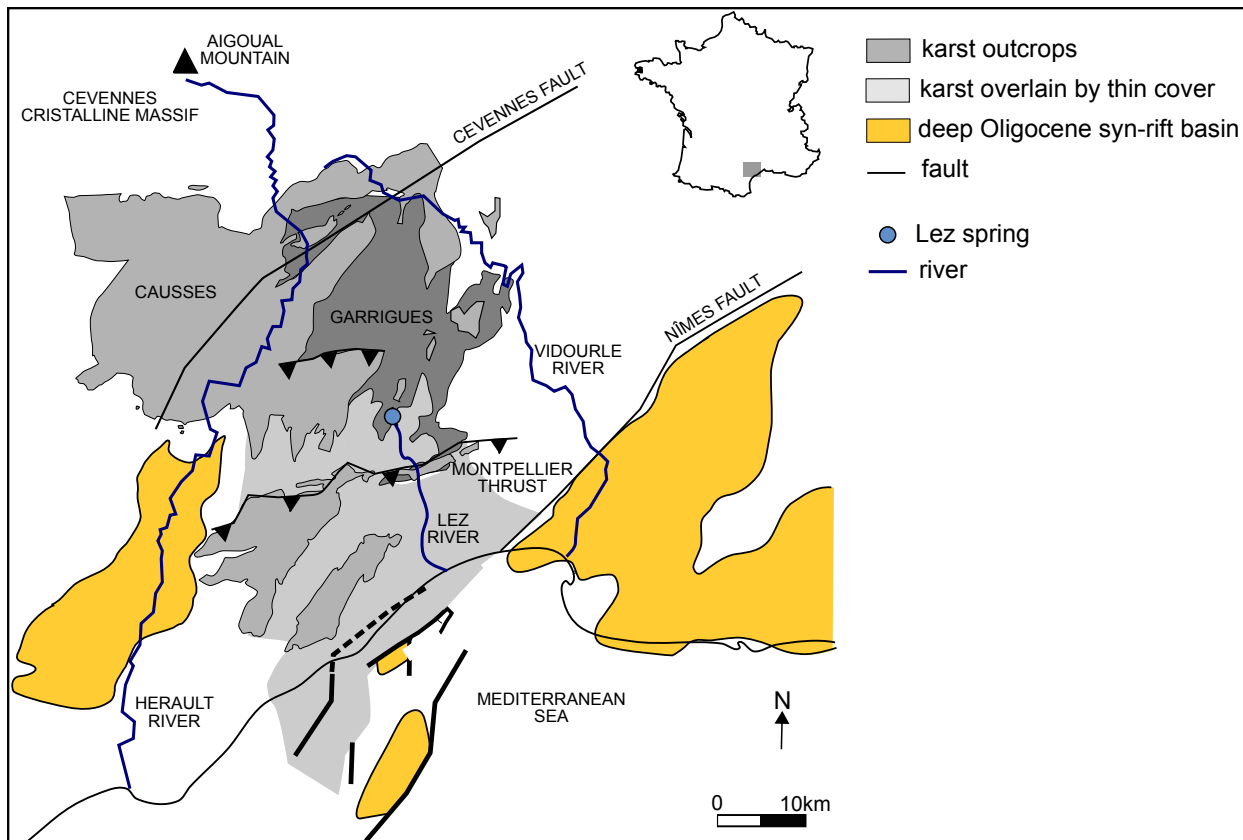 AIGOUAL
MOUNTAIN
CEVENNES
CRISTALLINE MASSIF
CEVENNES FAULT
karst outcrops
karst overlain by thin cover
deep Oligocene syn-rift basin
fault
Lez spring
river
CAUSSES
GARRIGUES
NÎMES FAULT
VIDOURLE
RIVER
MONTPELLIER
THRUST
LEZ
RIVER
HERAULT
RIVER
MEDITERRANEAN
SEA
N
0 10km